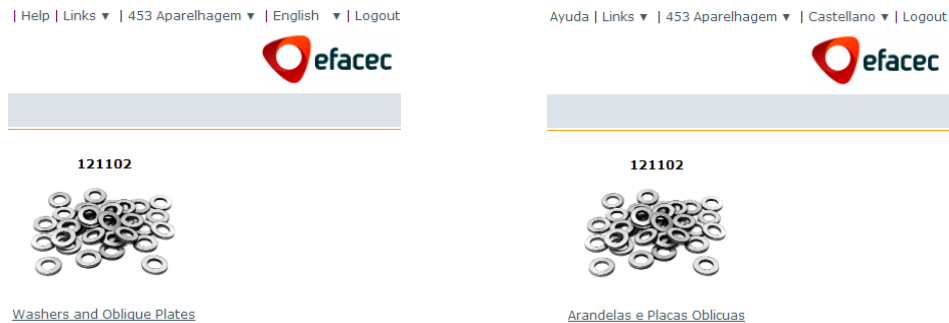 | Help | Links ▼ | 453 Aparelhagem ▼ | English ▼ | Logout
efacec
121102
Washers and Oblique Plates
Ayuda | Links ▼ | 453 Aparelhagem ▼ | Castellano ▼ | Logout
efacec
121102
Arandelas e Placas Oblicuas